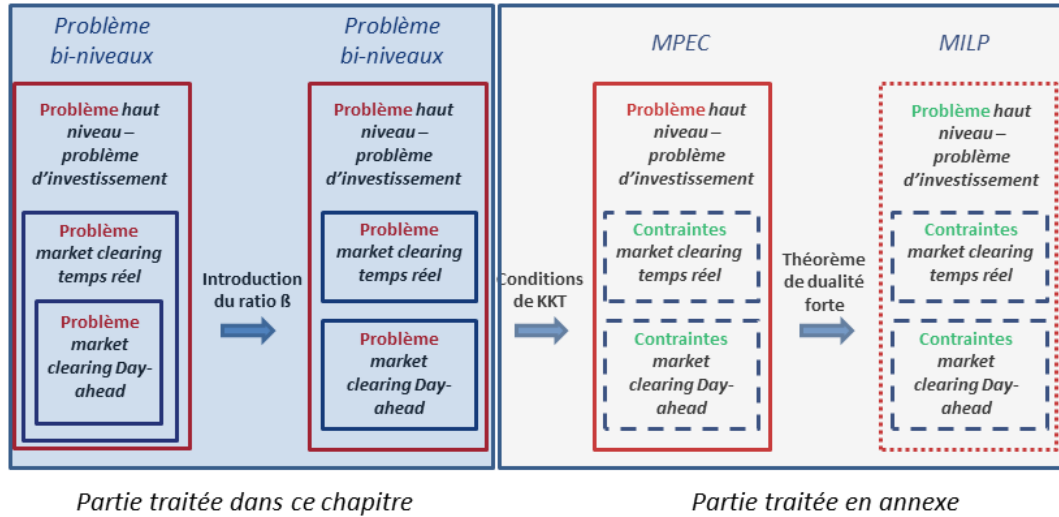 Problème
bi-niveaux
Problème haut
niveau –
problème
d’investissement
Problème
market clearing
temps réel
Problème
market
clearing Day-
ahead
Introduction
du ratio ß
Problème
bi-niveaux
Problème haut
niveau –
problème
d’investissement
Problème
market clearing
temps réel
Problème
market
clearing Day-
ahead
Conditions
de KKT
MPEC
Problème haut
niveau –
problème
d’investissement
Contraintes
market clearing
temps réel
Contraintes
market
clearing Day-
ahead
Théorème
de dualité
forte
MILP
Problème haut
niveau –
problème
d’investissement
Contraintes
market clearing
temps réel
Contraintes
market
clearing Day-
ahead
Partie traitée dans ce chapitre
Partie traitée en annexe